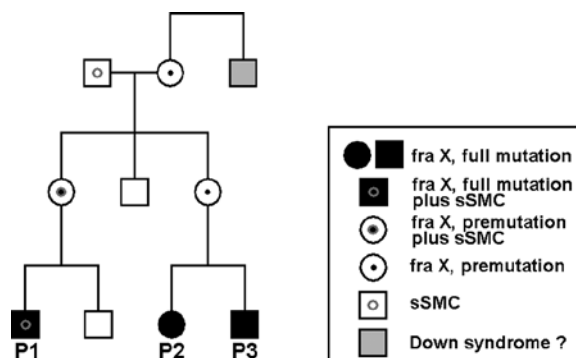 P1
P2
P3
fra X, full mutation
fra X, full mutation
plus sSMC
fra X, premutation
plus sSMC
fra X, premutation
sSMC
Down syndrome ?